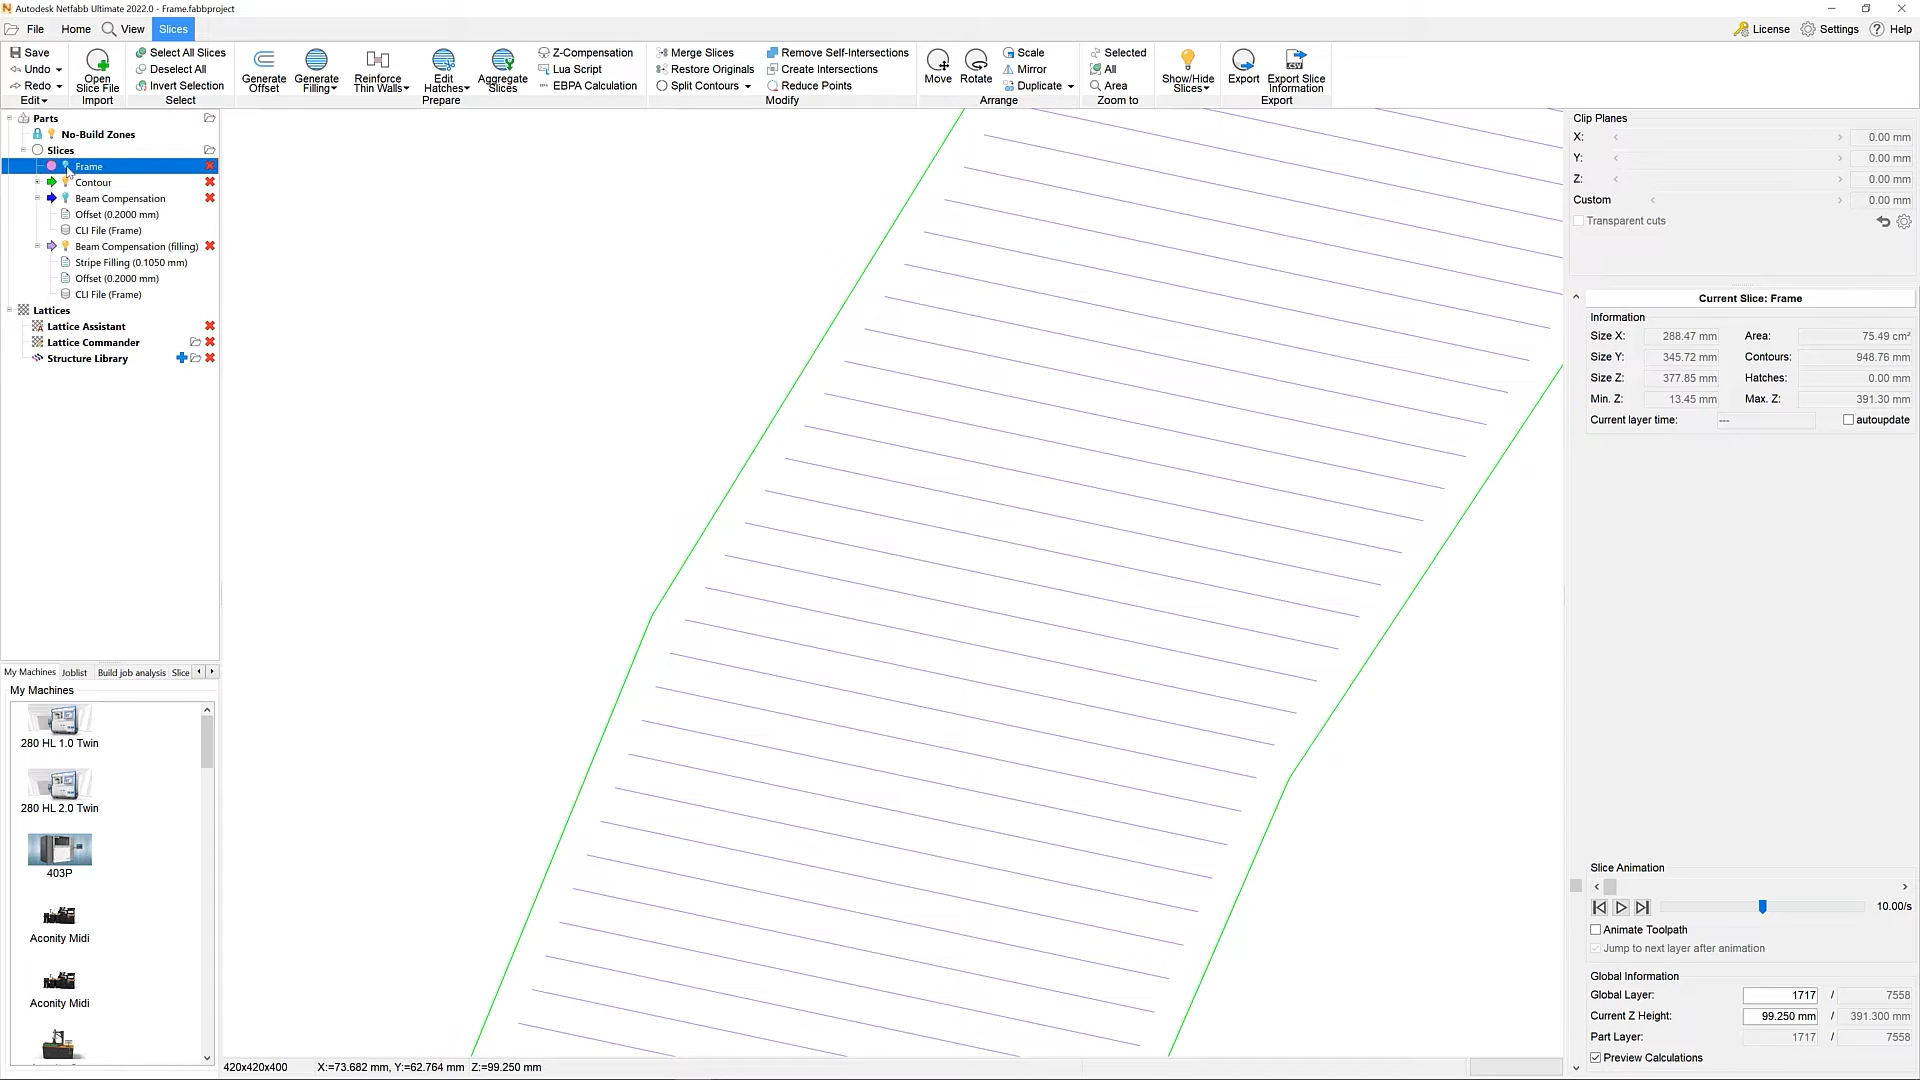 Autodesk Netfabb Ultimate 2022.0 - Frame.fabbproject
File Home View Slices License Settings Help
Save
Undo
Redo
Edit
Open Slice File
Import
Select All Slices
Deselect All
Invert Selection
Select
Generate Offset
Generate Filling
Reinforce Thin Walls
Edit Hatches
Aggregate Slices
Z-Compensation
Lua Script
EBPA Calculation
Prepare
Merge Slices
Restore Originals
Split Contours
Remove Self-Intersections
Create Intersections
Reduce Points
Modify
Move
Rotate
Scale
Mirror
Duplicate
Arrange
Selected
All
Area
Zoom to
Show/Hide Slices
Export
Export Slice Information
CSV
Export
Parts
No-Build Zones
Slices
Frame
Contour
Beam Compensation
Offset (0.2000 mm)
CLI File (Frame)
Beam Compensation (filling)
Stripe Filling (0.1050 mm)
Offset (0.2000 mm)
CLI File (Frame)
Lattices
Lattice Assistant
Lattice Commander
Structure Library
My Machines Joblist Build job analysis Slice
My Machines
280 HL 1.0 Twin
280 HL 2.0 Twin
403P
Aconity Midi
Aconity Midi
420x420x400 X:=73.682 mm, Y:=62.764 mm Z:=99.250 mm
Clip Planes
X: 0.00 mm
Y: 0.00 mm
Z: 0.00 mm
Custom 0.00 mm
Transparent cuts
Current Slice: Frame
Information
Size X: 288.47 mm Area: 75.49 cm²
Size Y: 345.72 mm Contours: 948.76 mm
Size Z: 377.85 mm Hatches: 0.00 mm
Min. Z: 13.45 mm Max. Z: 391.30 mm
Current layer time: --- autoupdate
Slice Animation
10.00/s
Animate Toolpath
Jump to next layer after animation
Global Information
Global Layer: 1717 / 7558
Current Z Height: 99.250 mm / 391.300 mm
Part Layer: 1717 / 7558
Preview Calculations